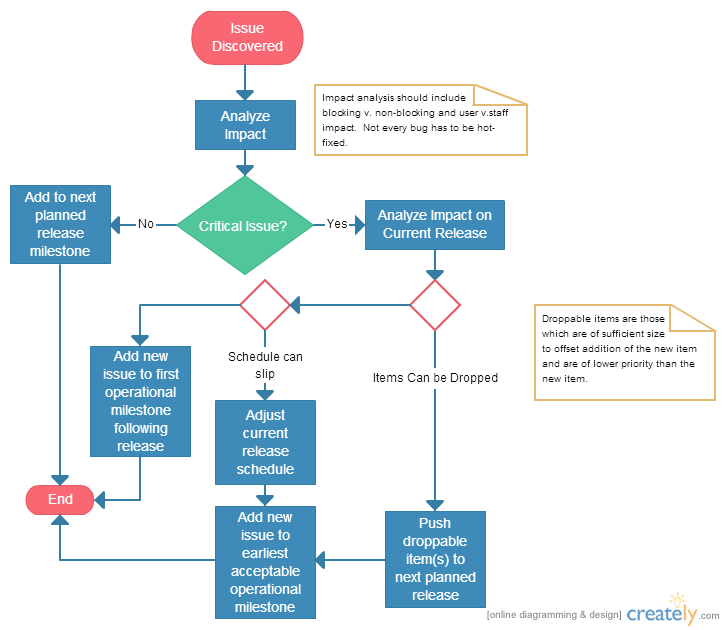 Issue
Discovered
Analyze
Impact
Impact analysis should include
blocking v. non-blocking and user v.staff
impact. Not every bug has to be hot-
fixed.
Add to next
planned
release
milestone
No
Critical Issue?
Yes
Analyze Impact on
Current Release
Droppable items are those
which are of sufficient size
to offset addition of the new item
and are of lower priority than the
new item.
Schedule can
slip
Items Can be Dropped
Add new
issue to first
operational
milestone
following
release
Adjust
current
release
schedule
End
Add new
issue to
earliest
acceptable
operational
milestone
Push
droppable
item(s) to
next planned
release
[online diagramming & design] creately.com